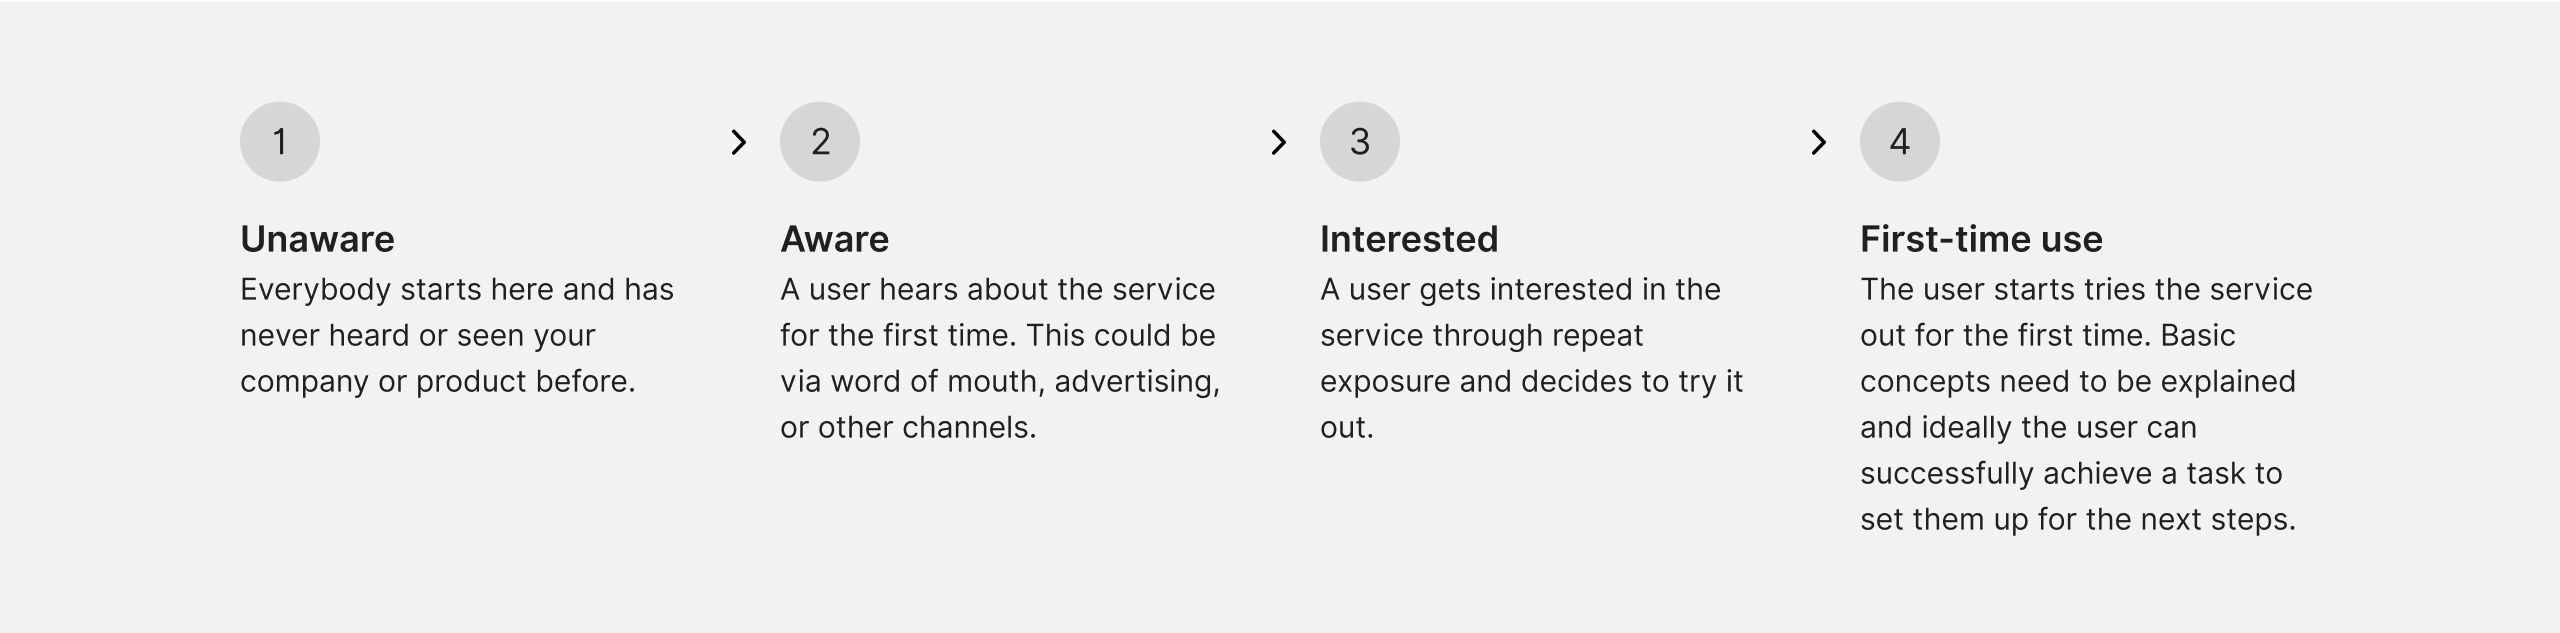 1
Unaware
Everybody starts here and has
never heard or seen your
company or product before.
2
Aware
A user hears about the service
for the first time. This could be
via word of mouth, advertising,
or other channels.
3
Interested
A user gets interested in the
service through repeat
exposure and decides to try it
out.
4
First-time use
The user starts tries the service
out for the first time. Basic
concepts need to be explained
and ideally the user can
successfully achieve a task to
set them up for the next steps.